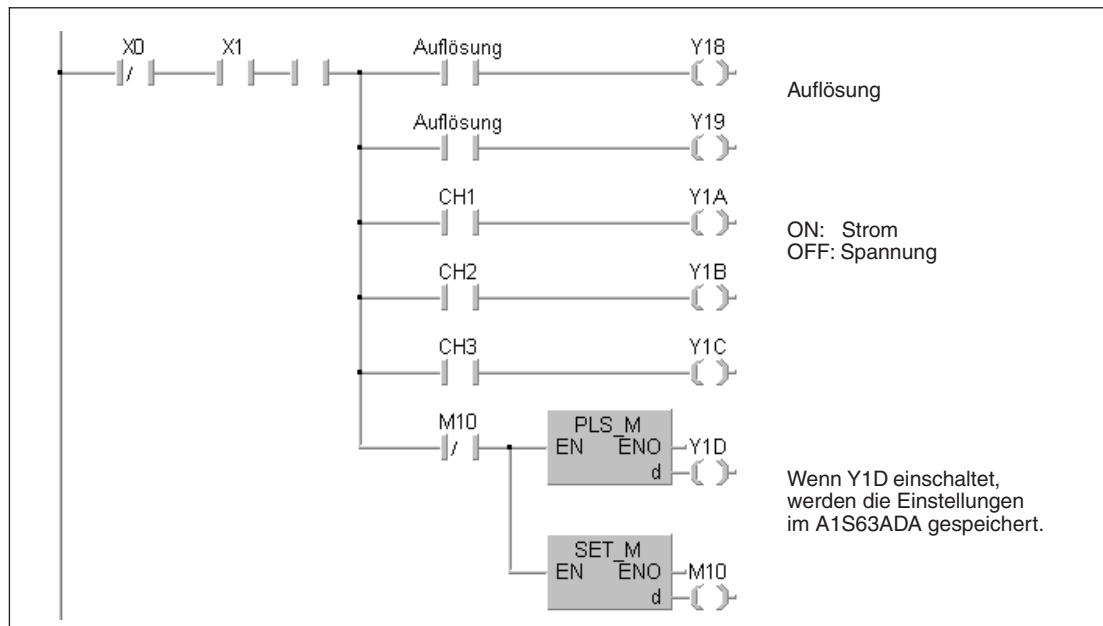 X0 X1 Auflösung Y18
Auflösung
Auflösung Y19
CH1 Y1A
ON: Strom
OFF: Spannung
CH2 Y1B
CH3 Y1C
M10 PLS_M
EN ENO Y1D
d
Wenn Y1D einschaltet,
werden die Einstellungen
im A1S63ADA gespeichert.
SET_M
EN ENO M10
d